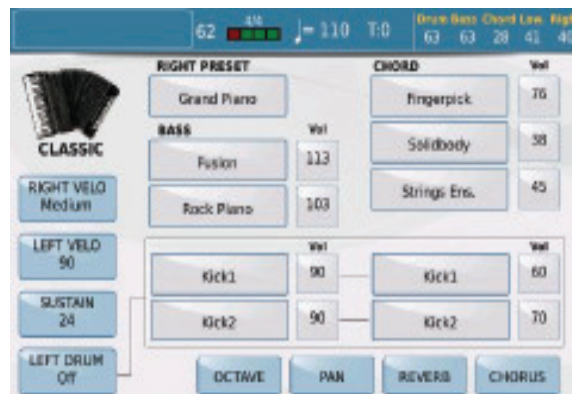 62 4/4 ♩= 110 T:0 Drum Bass Chord Low. Righ
63 63 28 41 40
RIGHT PRESET CHORD Vol
Grand Piano Fingerpick 76
BASS Vol
CLASSIC Fusion 113 Solidbody 38
RIGHT VELO
Medium
Rock Piano 103 Strings Ens. 45
LEFT VELO
90
Vol Vol
Kick1 90 Kick1 60
SUSTAIN
24
Kick2 90 Kick2 70
LEFT DRUM
Off
OCTAVE PAN REVERB CHORUS